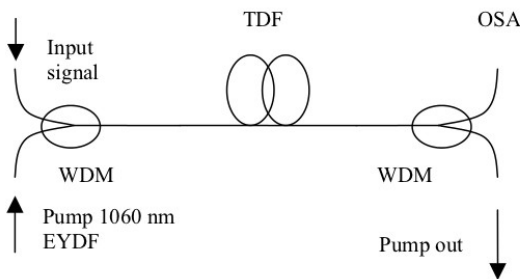 TDF
OSA
Input
signal
WDM
WDM
Pump 1060 nm
EYDF
Pump out